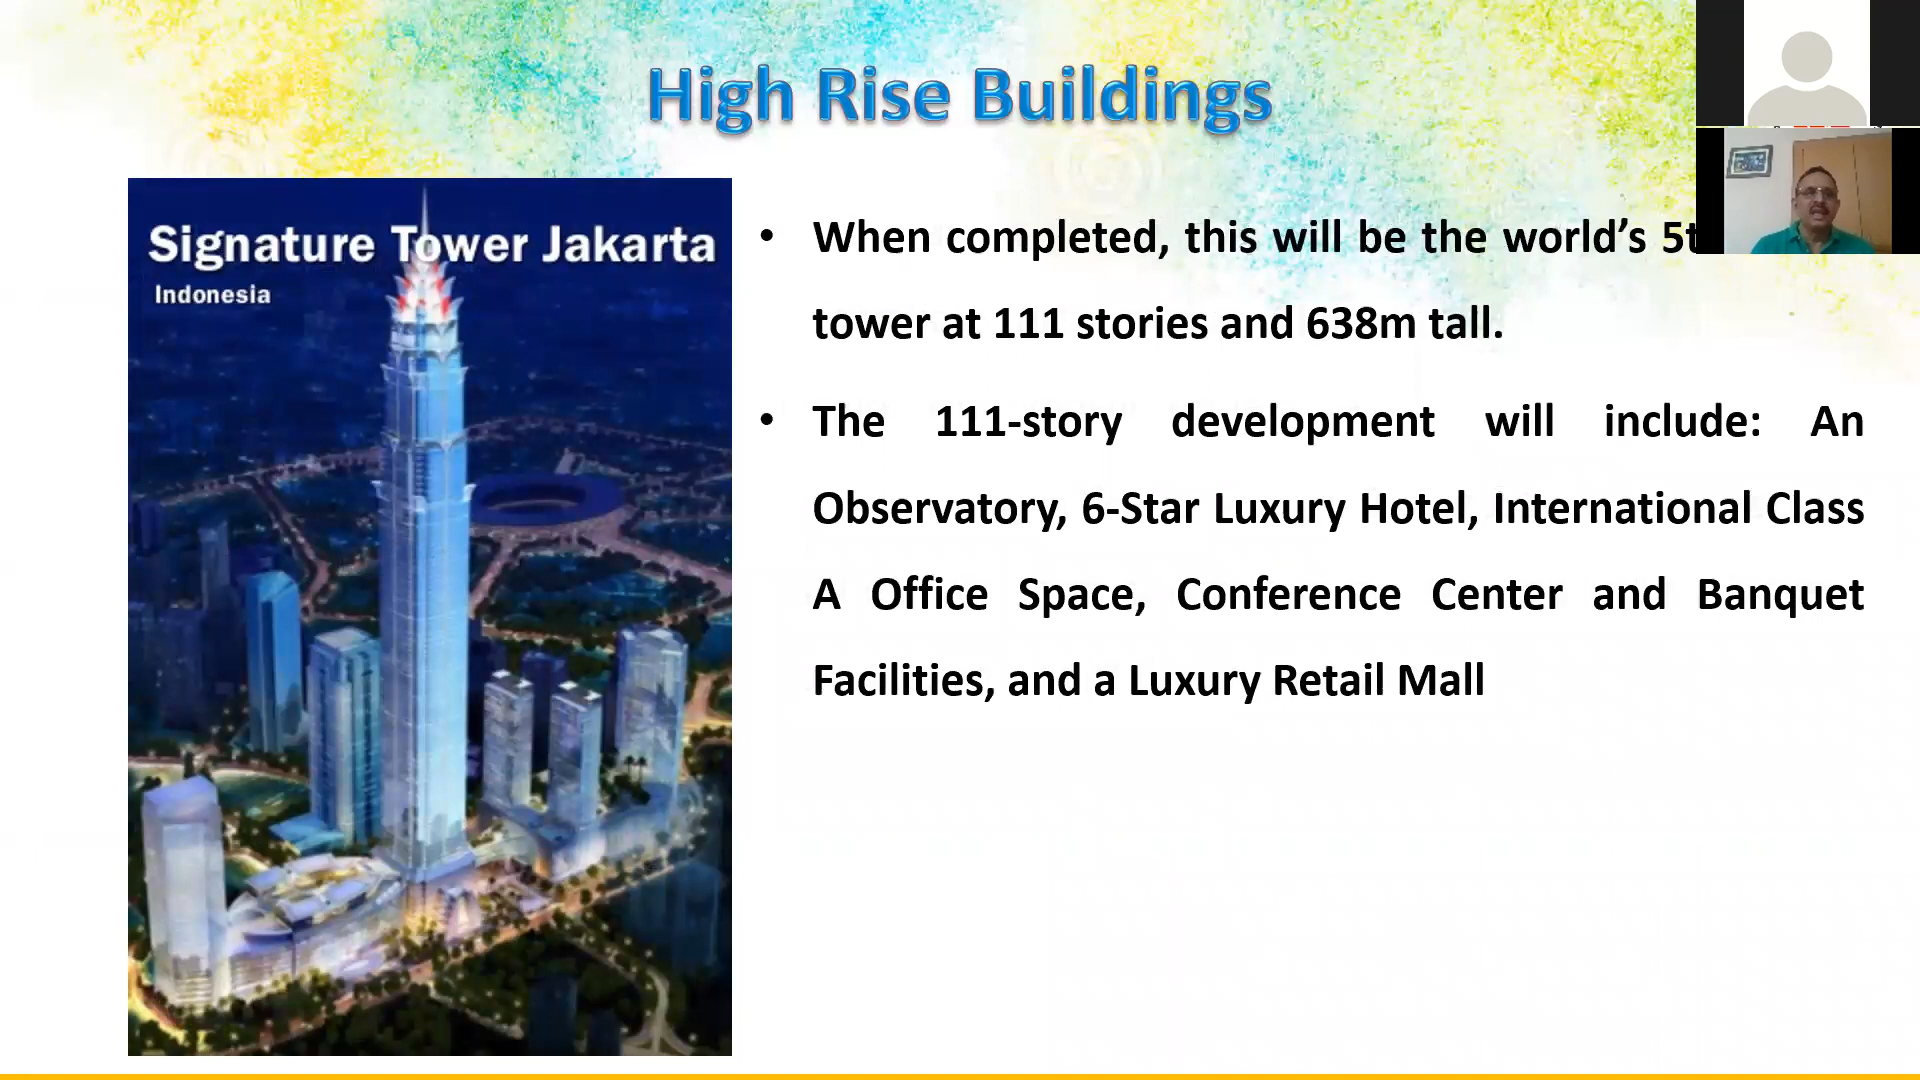 High Rise Buildings
Signature Tower Jakarta
Indonesia
• When completed, this will be the world’s
tower at 111 stories and 638m tall.
• The 111-story development will include: An
Observatory, 6-Star Luxury Hotel, International Class
A Office Space, Conference Center and Banquet
Facilities, and a Luxury Retail Mall